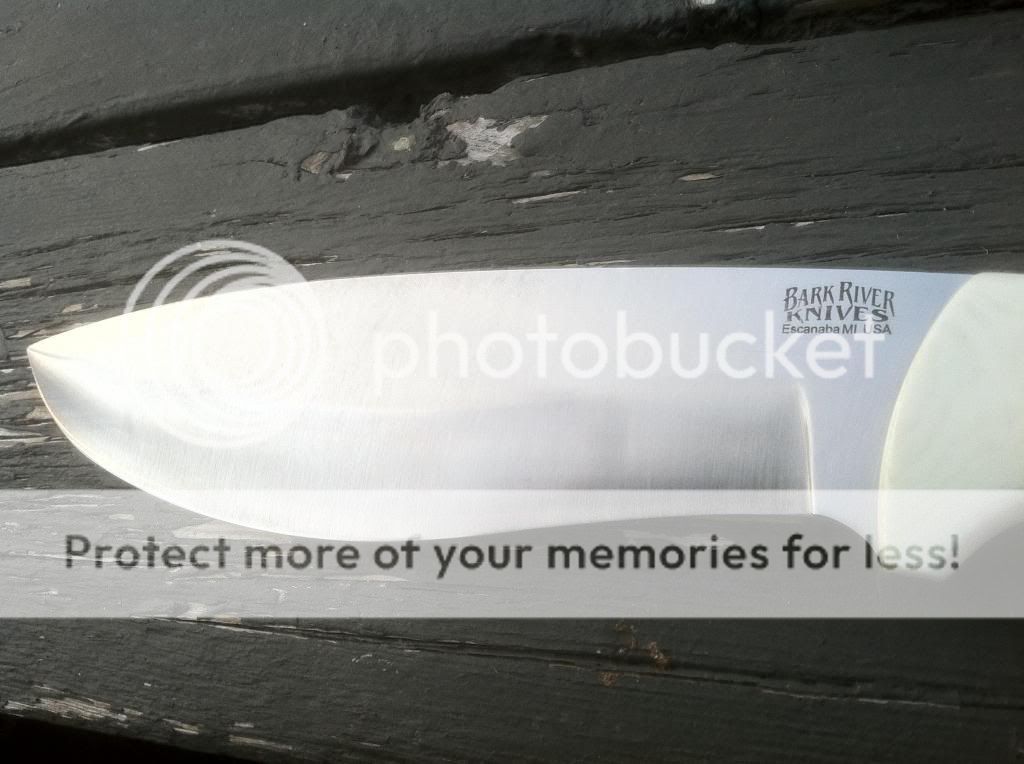 BARK RIVER
KNIVES
Escanaba MI USA
photobucket
Protect more of your memories for less!